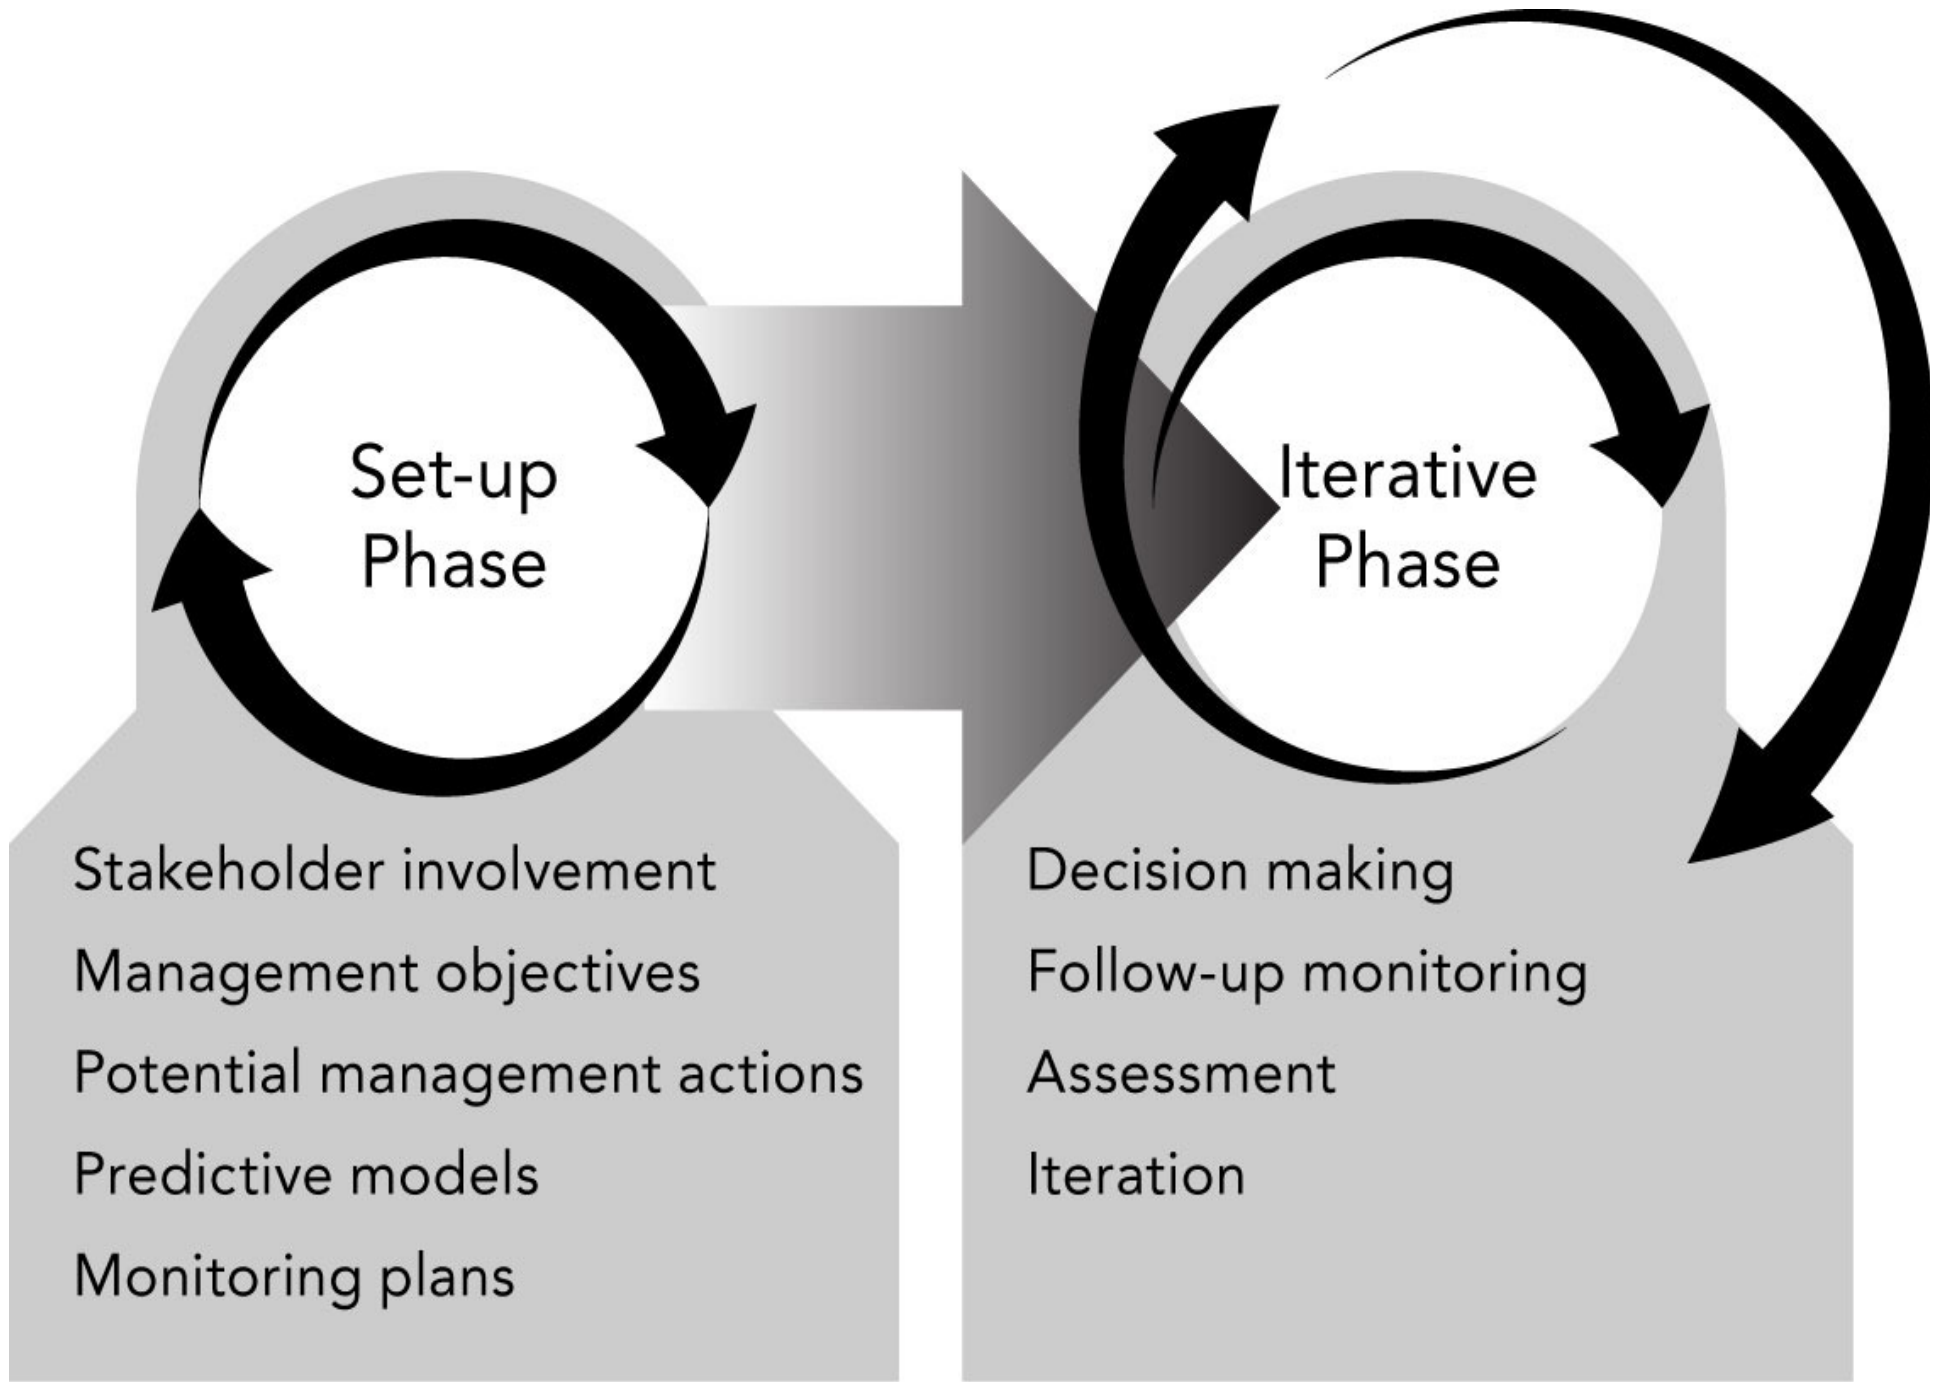 Set-up
Phase
Iterative
Phase
Stakeholder involvement
Management objectives
Potential management actions
Predictive models
Monitoring plans
Decision making
Follow-up monitoring
Assessment
Iteration